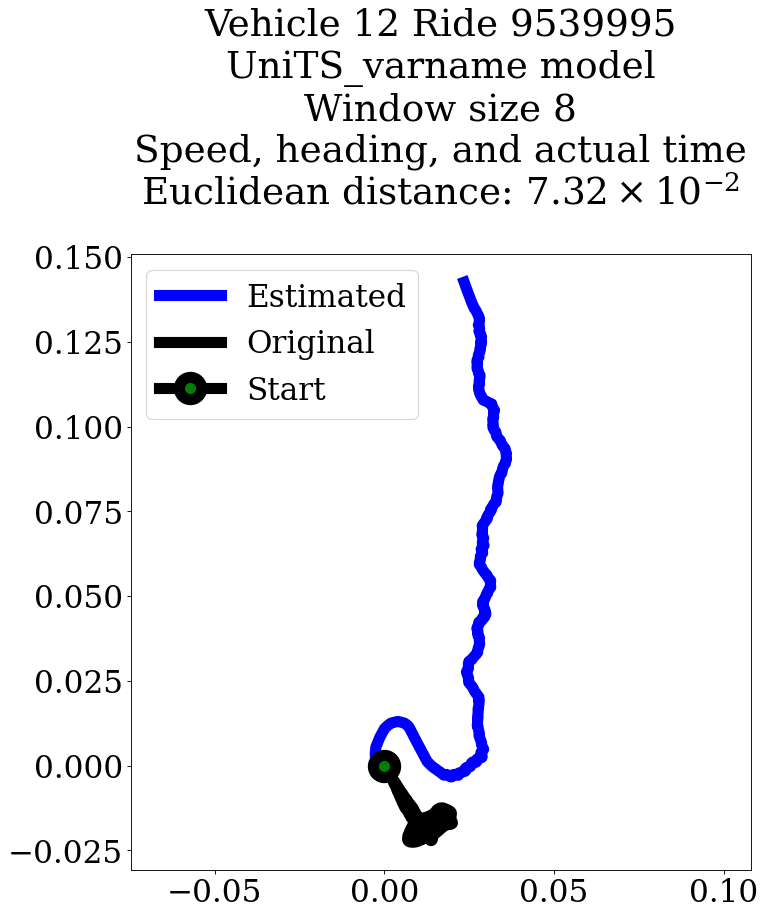 Vehicle 12 Ride 9539995
UniTS_varname model
Window size 8
Speed, heading, and actual time
Euclidean distance: 7.32 × 10⁻²
0.150
0.125
0.100
0.075
0.050
0.025
0.000
−0.025
Estimated
Original
Start
−0.05
0.00
0.05
0.10